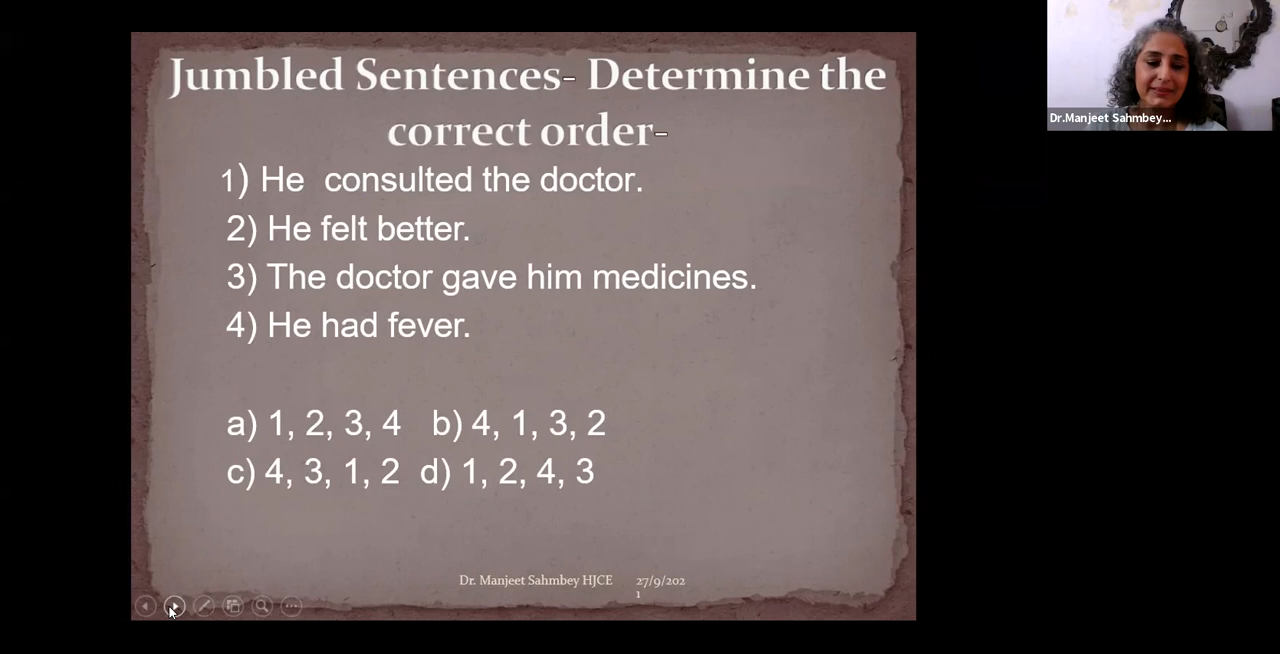 Jumbled Sentences- Determine the
correct order-
1) He consulted the doctor.
2) He felt better.
3) The doctor gave him medicines.
4) He had fever.
a) 1, 2, 3, 4 b) 4, 1, 3, 2
c) 4, 3, 1, 2 d) 1, 2, 4, 3
Dr. Manjeet Sahmbey HJCE 27/9/202
1
Dr.Manjeet Sahmbey...